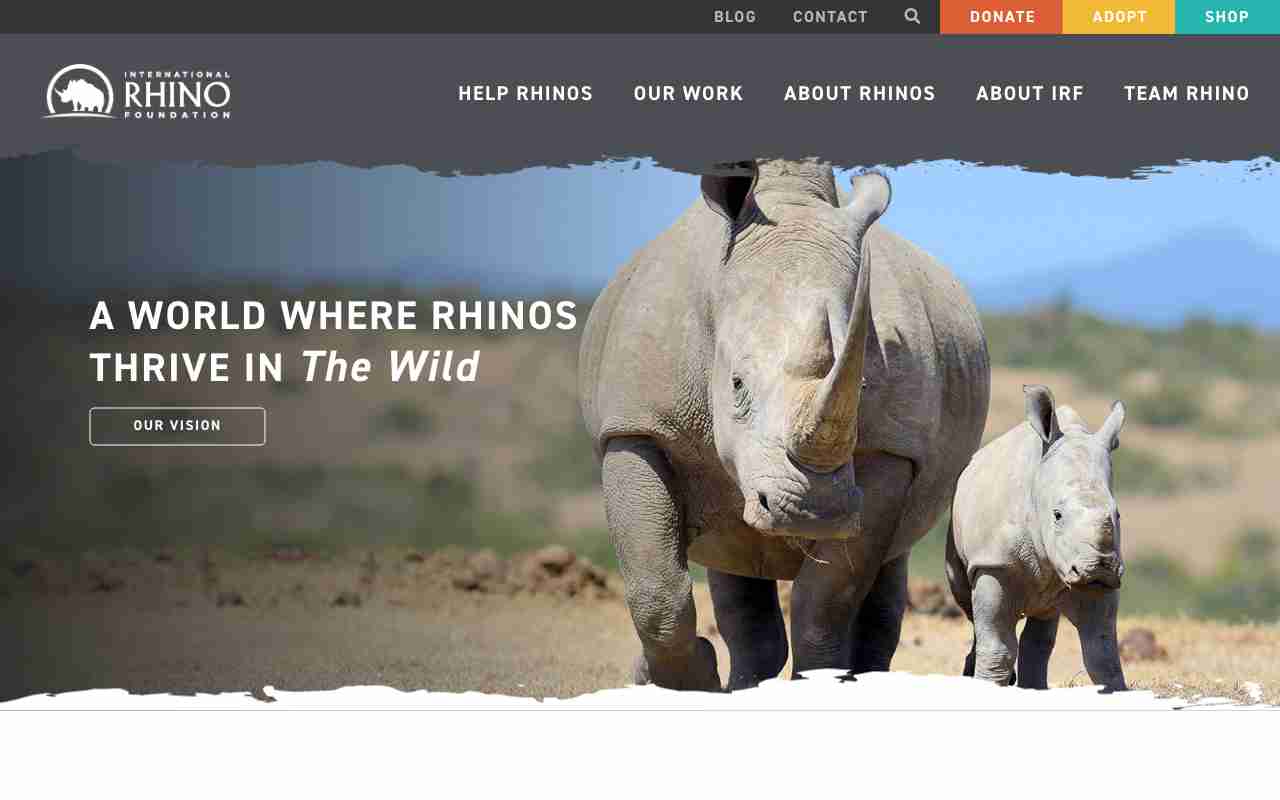 BLOG CONTACT DONATE ADOPT SHOP
INTERNATIONAL
RHINO
FOUNDATION
HELP RHINOS OUR WORK ABOUT RHINOS ABOUT IRF TEAM RHINO
A WORLD WHERE RHINOS
THRIVE IN The Wild
OUR VISION